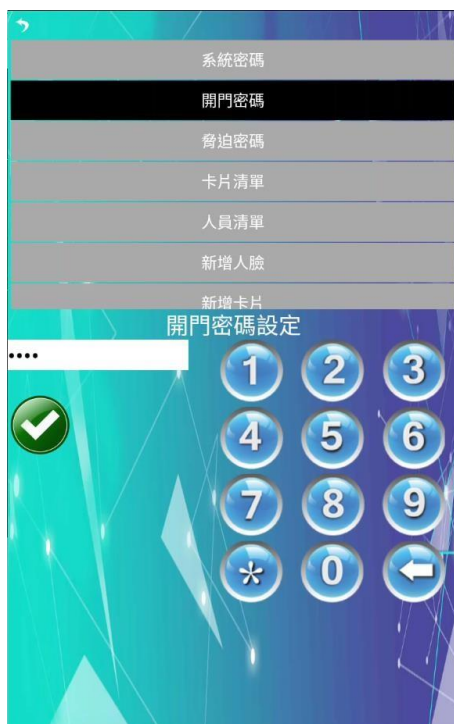 系統密碼
開門密碼
脅迫密碼
卡片清單
人員清單
新增人臉
新增卡片
開門密碼設定
••••
1 2 3
4 5 6
7 8 9
* 0